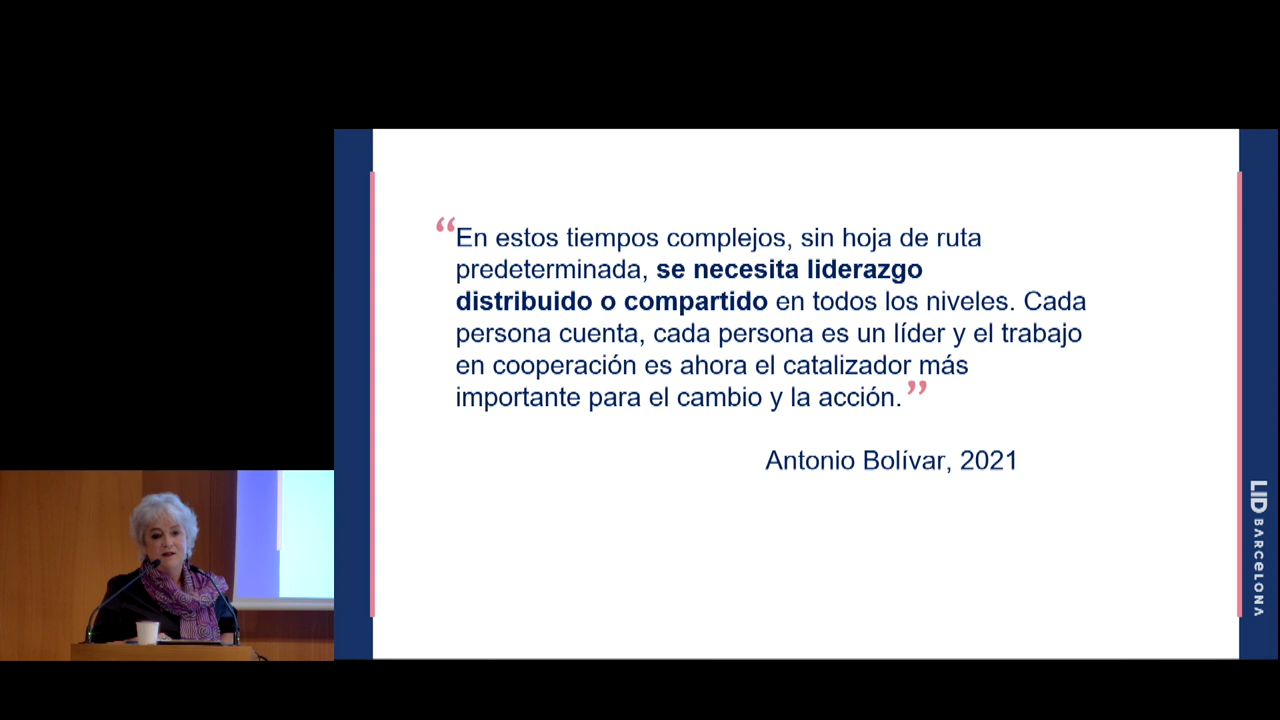 “En estos tiempos complejos, sin hoja de ruta
predeterminada, se necesita liderazgo
distribuido o compartido en todos los niveles. Cada
persona cuenta, cada persona es un líder y el trabajo
en cooperación es ahora el catalizador más
importante para el cambio y la acción.”
Antonio Bolívar, 2021
LID BARCELONA